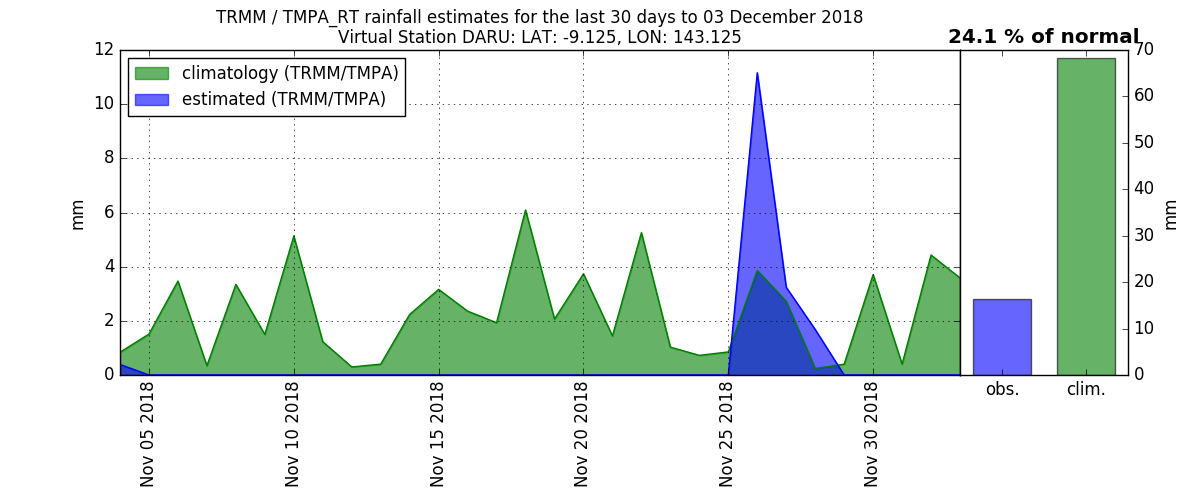 TRMM / TMPA_RT rainfall estimates for the last 30 days to 03 December 2018
Virtual Station DARU: LAT: -9.125, LON: 143.125
24.1 % of normal
climatology (TRMM/TMPA)
estimated (TRMM/TMPA)
12
10
8
6
4
2
0
mm
Nov 05 2018
Nov 10 2018
Nov 15 2018
Nov 20 2018
Nov 25 2018
Nov 30 2018
70
60
50
40
30
20
10
0
mm
obs.
clim.